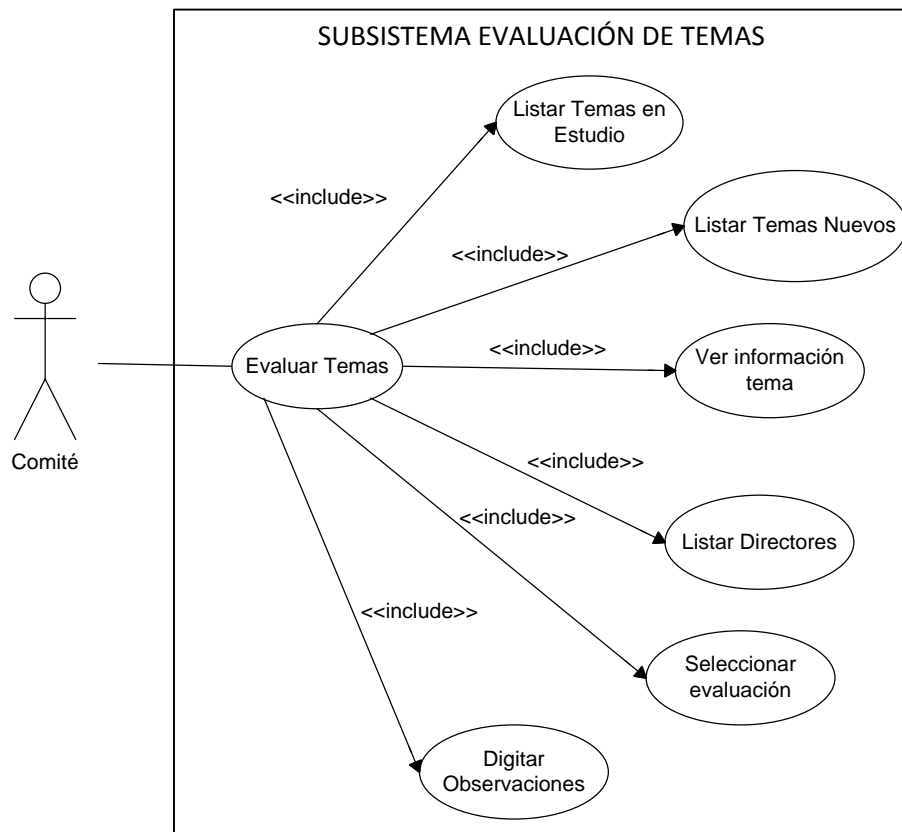 SUBSISTEMA EVALUACIÓN DE TEMAS
Listar Temas en
Estudio
<<include>>
Listar Temas Nuevos
<<include>>
Evaluar Temas
<<include>>
Ver información
tema
Comité
<<include>>
Listar Directores
<<include>>
Seleccionar
evaluación
<<include>>
Digitar
Observaciones